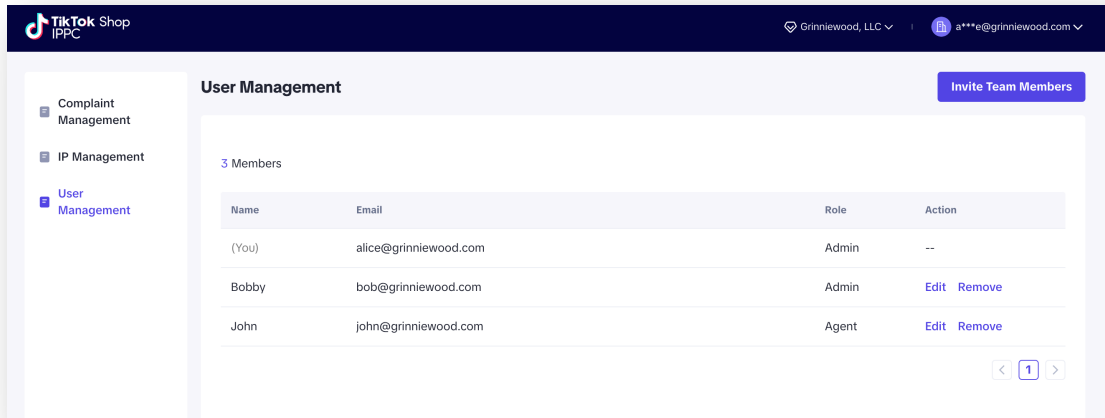 TikTok Shop
IPPC
Grinniewood, LLC
a***e@grinniewood.com
Complaint
Management
IP Management
User
Management
User Management
Invite Team Members
3 Members
Name Email Role Action
(You) alice@grinniewood.com Admin --
Bobby bob@grinniewood.com Admin Edit Remove
John john@grinniewood.com Agent Edit Remove
< 1 >